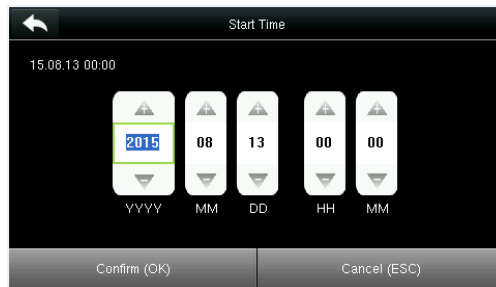 Start Time
15.08.13 00:00
2015 08 13 00 00
YYYY MM DD HH MM
Confirm (OK) Cancel (ESC)